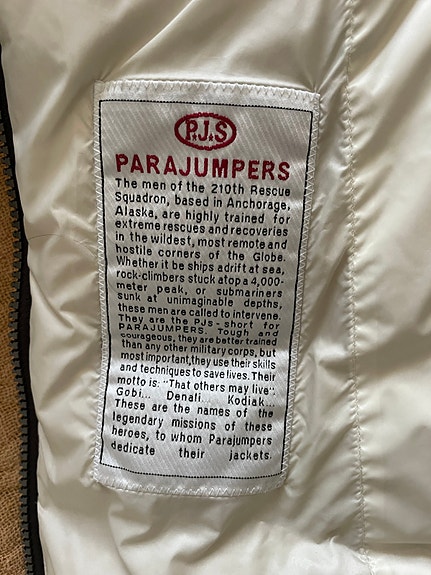 P.J.S
PARAJUMPERS
The men of the 210th Rescue
Squadron, based in Anchorage,
Alaska, are highly trained for
extreme rescues and recoveries
in the wildest, most remote and
hostile corners of the Globe.
Whether it be ships adrift at sea,
rock-climbers stuck atop a 4,000-
meter peak, or submariners
sunk at unimaginable depths,
these men are called to intervene.
They are the PJs - short for
PARAJUMPERS. Tough and
courageous, they are better trained
than any other military corps, but
most important,they use their skills
and techniques to save lives. Their
motto is: "That others may live".
Gobi... Denali. Kodiak...
These are the names of the
legendary missions of these
heroes, to whom Parajumpers
dedicate their jackets.